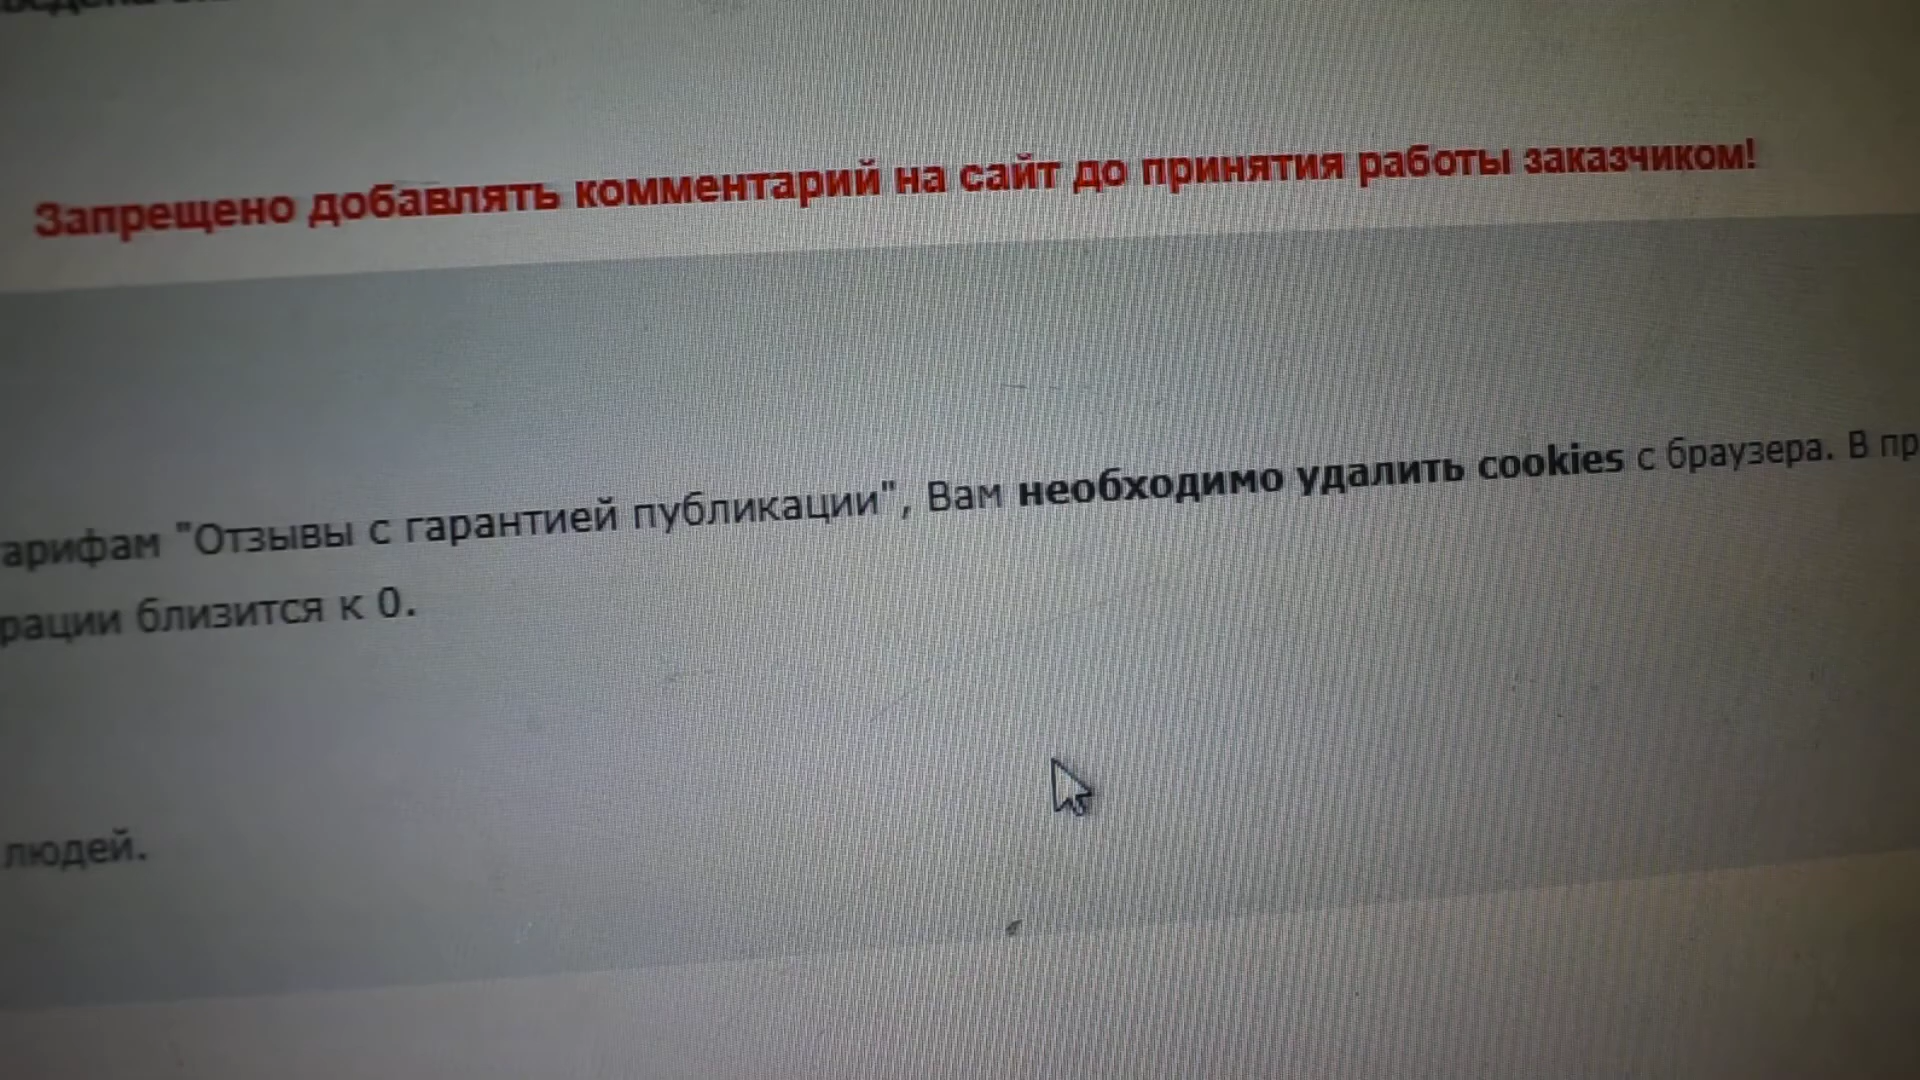 Запрещено добавлять комментарий на сайт до принятия работы заказчиком!
арифам "Отзывы с гарантией публикации", Вам необходимо удалить cookies с браузера. В пр
рации близится к 0.
людей.